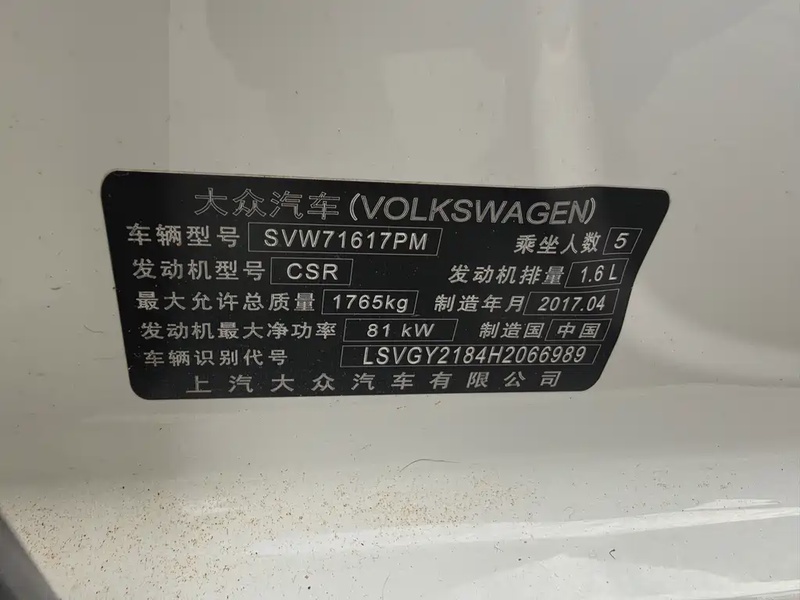 大众汽车(VOLKSWAGEN)
车辆型号 SVW71617PM 乘坐人数 5
发动机型号 CSR 发动机排量 1.6L
最大允许总质量 1765kg 制造年月 2017.04
发动机最大净功率 81 kW 制造国 中国
车辆识别代号 LSVGY2184H2066989
上汽大众汽车有限公司